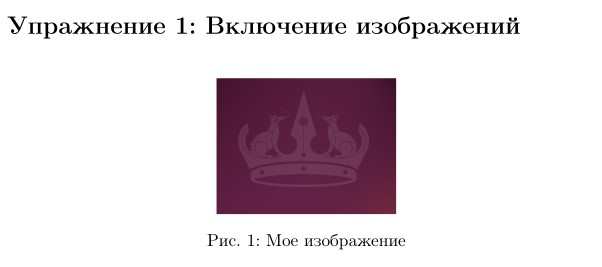 Упражнение 1: Включение изображений
Рис. 1: Мое изображение